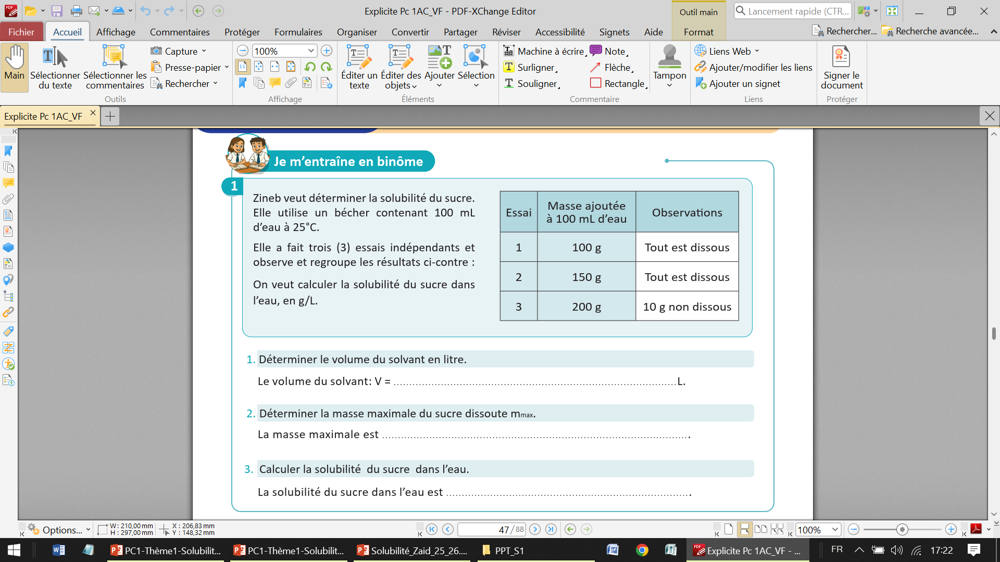 Explicite Pc 1AC_VF - PDF-XChange Editor
Outil main
Lancement rapide (CTR...
Fichier
Accueil
Affichage
Commentaires
Protéger
Formulaires
Organiser
Convertir
Partager
Réviser
Accessibilité
Signets
Aide
Format
Rechercher...
Recherche avancée...
Main
Sélectionner du texte
Sélectionner les commentaires
Capture
Presse-papier
Rechercher
Outils
100%
Affichage
Éditer un texte
Éditer des objets
Ajouter
Sélection
Éléments
Machine à écrire
Surligner
Souligner
Note
Flèche
Rectangle
Commentaire
Tampon
Liens Web
Ajouter/modifier les liens
Ajouter un signet
Liens
Signer le document
Protéger
Explicite Pc 1AC_VF
Je m'entraîne en binôme
1
Zineb veut déterminer la solubilité du sucre.
Elle utilise un bécher contenant 100 mL
d'eau à 25°C.
Elle a fait trois (3) essais indépendants et
observe et regroupe les résultats ci-contre :
On veut calculer la solubilité du sucre dans
l'eau, en g/L.
Essai
Masse ajoutée
à 100 mL d'eau
Observations
1 100 g Tout est dissous
2 150 g Tout est dissous
3 200 g 10 g non dissous
1. Déterminer le volume du solvant en litre.
Le volume du solvant: V = ........................................ L.
2. Déterminer la masse maximale du sucre dissoute mmax.
La masse maximale est ........................................ .
3. Calculer la solubilité du sucre dans l'eau.
La solubilité du sucre dans l'eau est ........................................ .
Options...
W : 210,00 mm
H : 297,00 mm
X : 206,83 mm
Y : 148,32 mm
47 / 88
100%
PC1-Thème1-Solubilit...
PC1-Thème1-Solubilit...
Solubilité_Zaid_25_26....
PPT_S1
Explicite Pc 1AC_VF - ...
FR
17:22